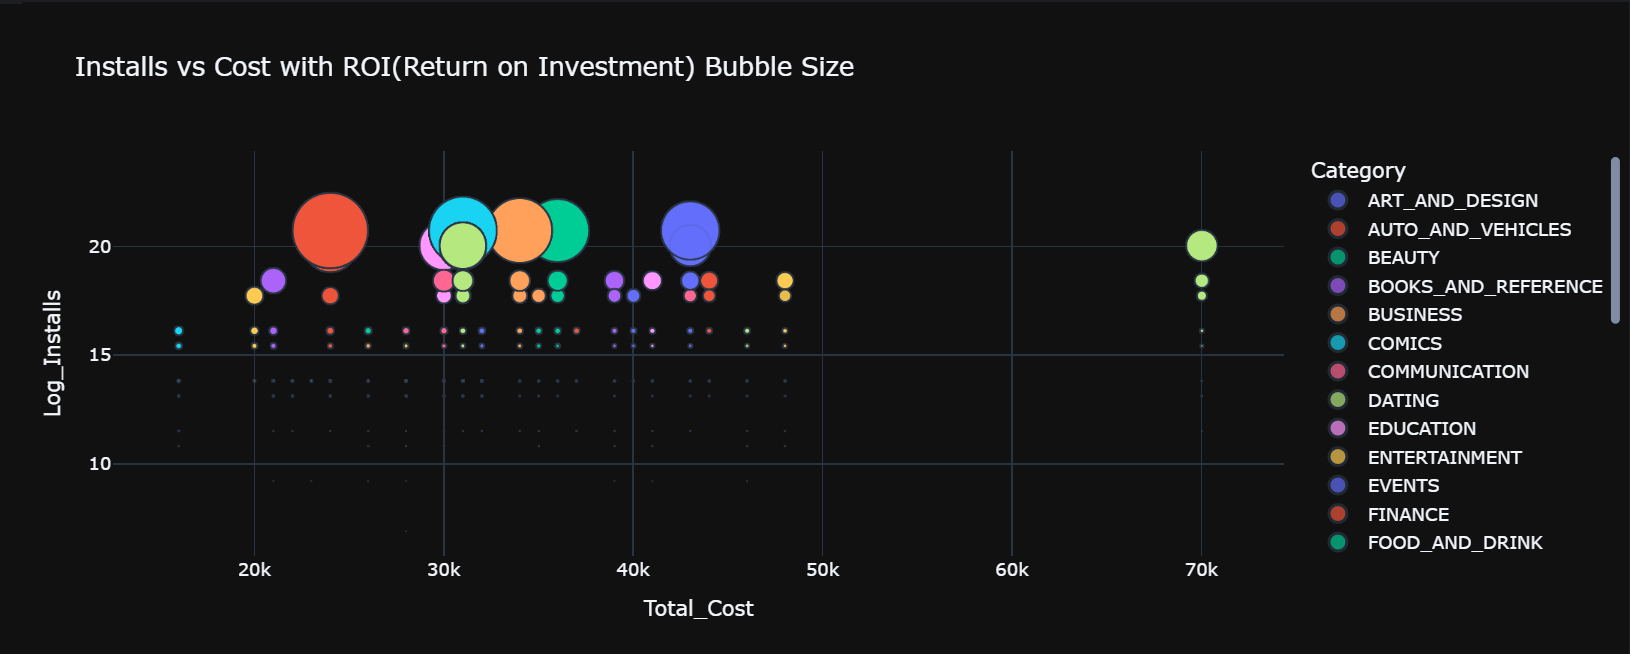 Installs vs Cost with ROI(Return on Investment) Bubble Size
Log_Installs
20
15
10
20k
30k
40k
50k
60k
70k
Total_Cost
Category
ART_AND_DESIGN
AUTO_AND_VEHICLES
BEAUTY
BOOKS_AND_REFERENCE
BUSINESS
COMICS
COMMUNICATION
DATING
EDUCATION
ENTERTAINMENT
EVENTS
FINANCE
FOOD_AND_DRINK